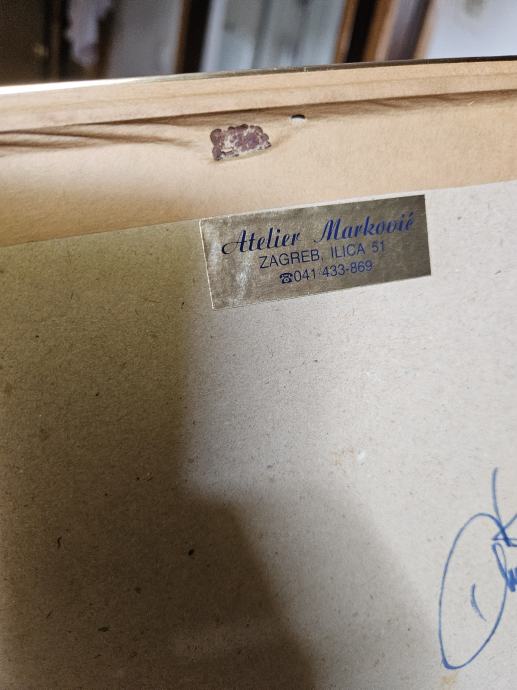 Atelier Marković
ZAGREB, ILICA 51
☎041 433-869